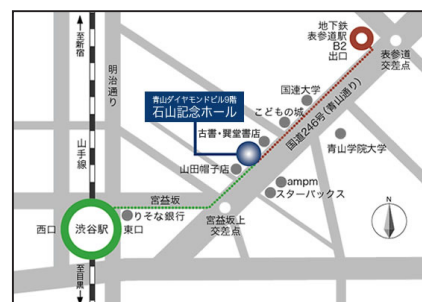 至新宿
明治通り
山手線
地下鉄
表参道駅
B2
出口
表参道
交差点
国連大学
こどもの城
青山ダイヤモンドビル9階
石山記念ホール
古書・巽堂書店
国道246号(青山通り)
青山学院大学
山田帽子店
ampm
スターバックス
宮益坂
りそな銀行
宮益坂上
交差点
西口
渋谷駅
東口
N
至目黒